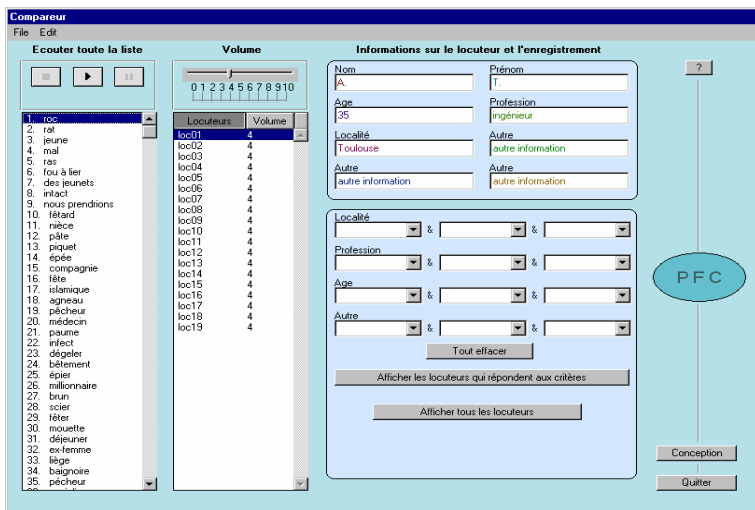 Compareur
File Edit
Ecouter toute la liste
Volume
Informations sur le locuteur et l'enregistrement
0 1 2 3 4 5 6 7 8 9 10
1. roc
2. rat
3. jeune
4. mal
5. ras
6. fou à lier
7. des jeunets
8. intact
9. nous prendrions
10. fêtard
11. nièce
12. pâte
13. piquet
14. épée
15. compagnie
16. fête
17. islamique
18. agneau
19. pêcheur
20. médecin
21. paume
22. infect
23. dégeler
24. bêtement
25. épier
26. millionnaire
27. brun
28. scier
29. fêter
30. mouette
31. déjeuner
32. ex-femme
33. liège
34. baignoire
35. pécheur
Locuteurs Volume
loc01 4
loc02 4
loc03 4
loc04 4
loc05 4
loc06 4
loc07 4
loc08 4
loc09 4
loc10 4
loc11 4
loc12 4
loc13 4
loc14 4
loc15 4
loc16 4
loc17 4
loc18 4
loc19 4
Nom Prénom
A. T.
Age Profession
35 ingénieur
Localité Autre
Toulouse autre information
Autre Autre
autre information autre information
Localité
& &
Profession
& &
Age
& &
Autre
& &
Tout effacer
Afficher les locuteurs qui répondent aux critères
Afficher tous les locuteurs
?
PFC
Conception
Quitter